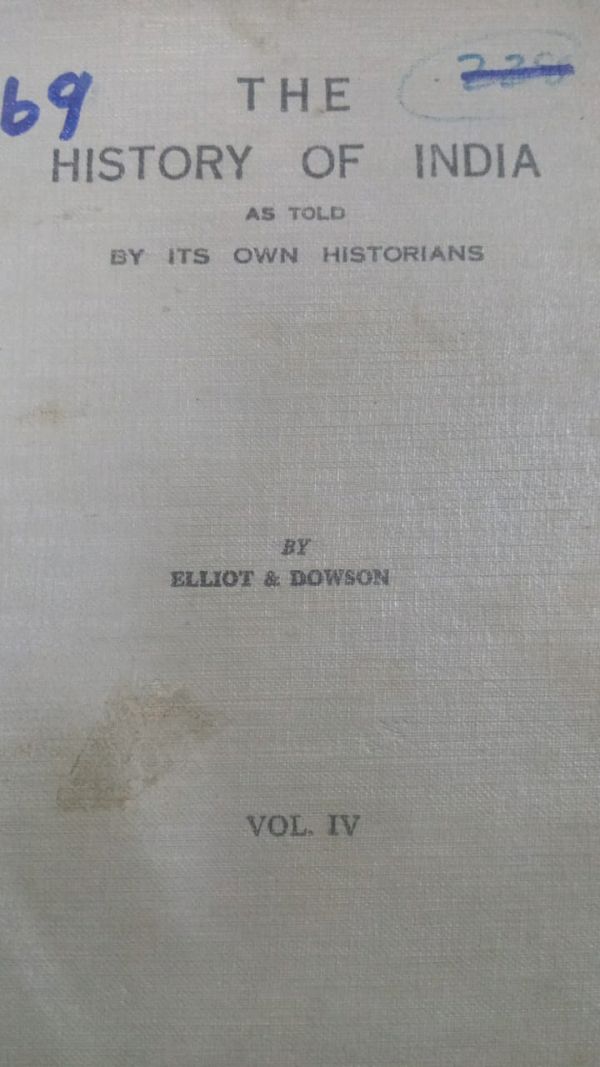 69
THE
HISTORY OF INDIA
AS TOLD
BY ITS OWN HISTORIANS
BY
ELLIOT & DOWSON
VOL. IV